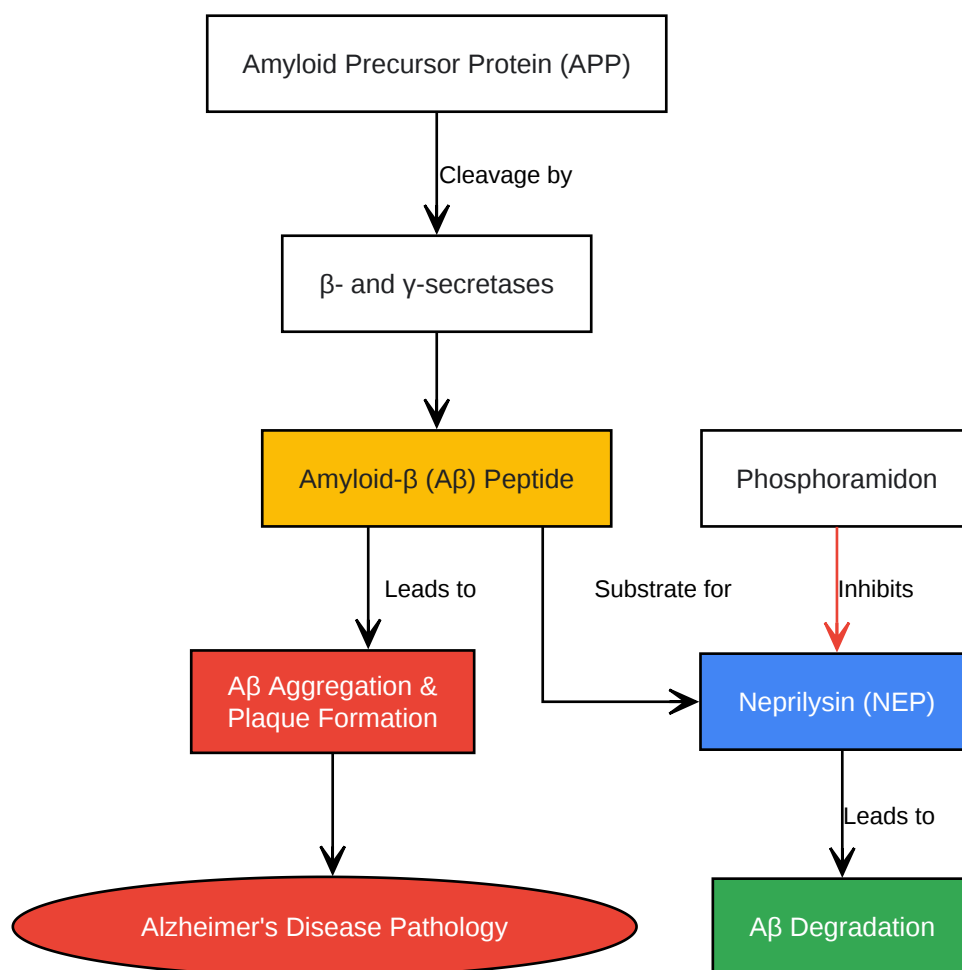 Amyloid Precursor Protein (APP)
Cleavage by
β- and γ-secretases
Amyloid-β (Aβ) Peptide
Phosphoramidon
Leads to
Substrate for
Inhibits
Aβ Aggregation &
Plaque Formation
Neprilysin (NEP)
Leads to
Alzheimer's Disease Pathology
Aβ Degradation